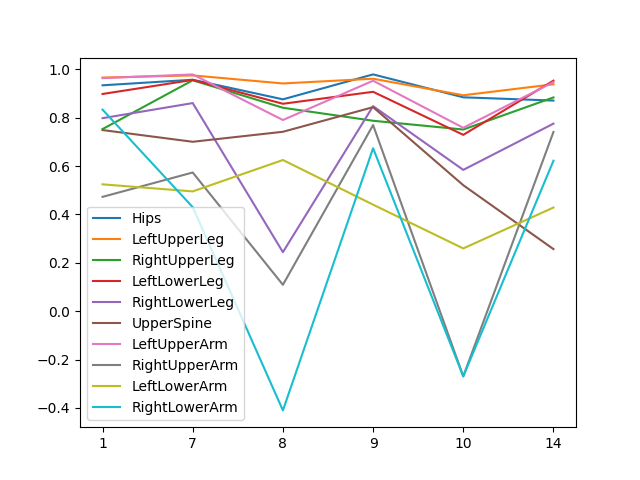 1.0
0.8
0.6
0.4
0.2
0.0
−0.2
−0.4
Hips
LeftUpperLeg
RightUpperLeg
LeftLowerLeg
RightLowerLeg
UpperSpine
LeftUpperArm
RightUpperArm
LeftLowerArm
RightLowerArm
1 7 8 9 10 14